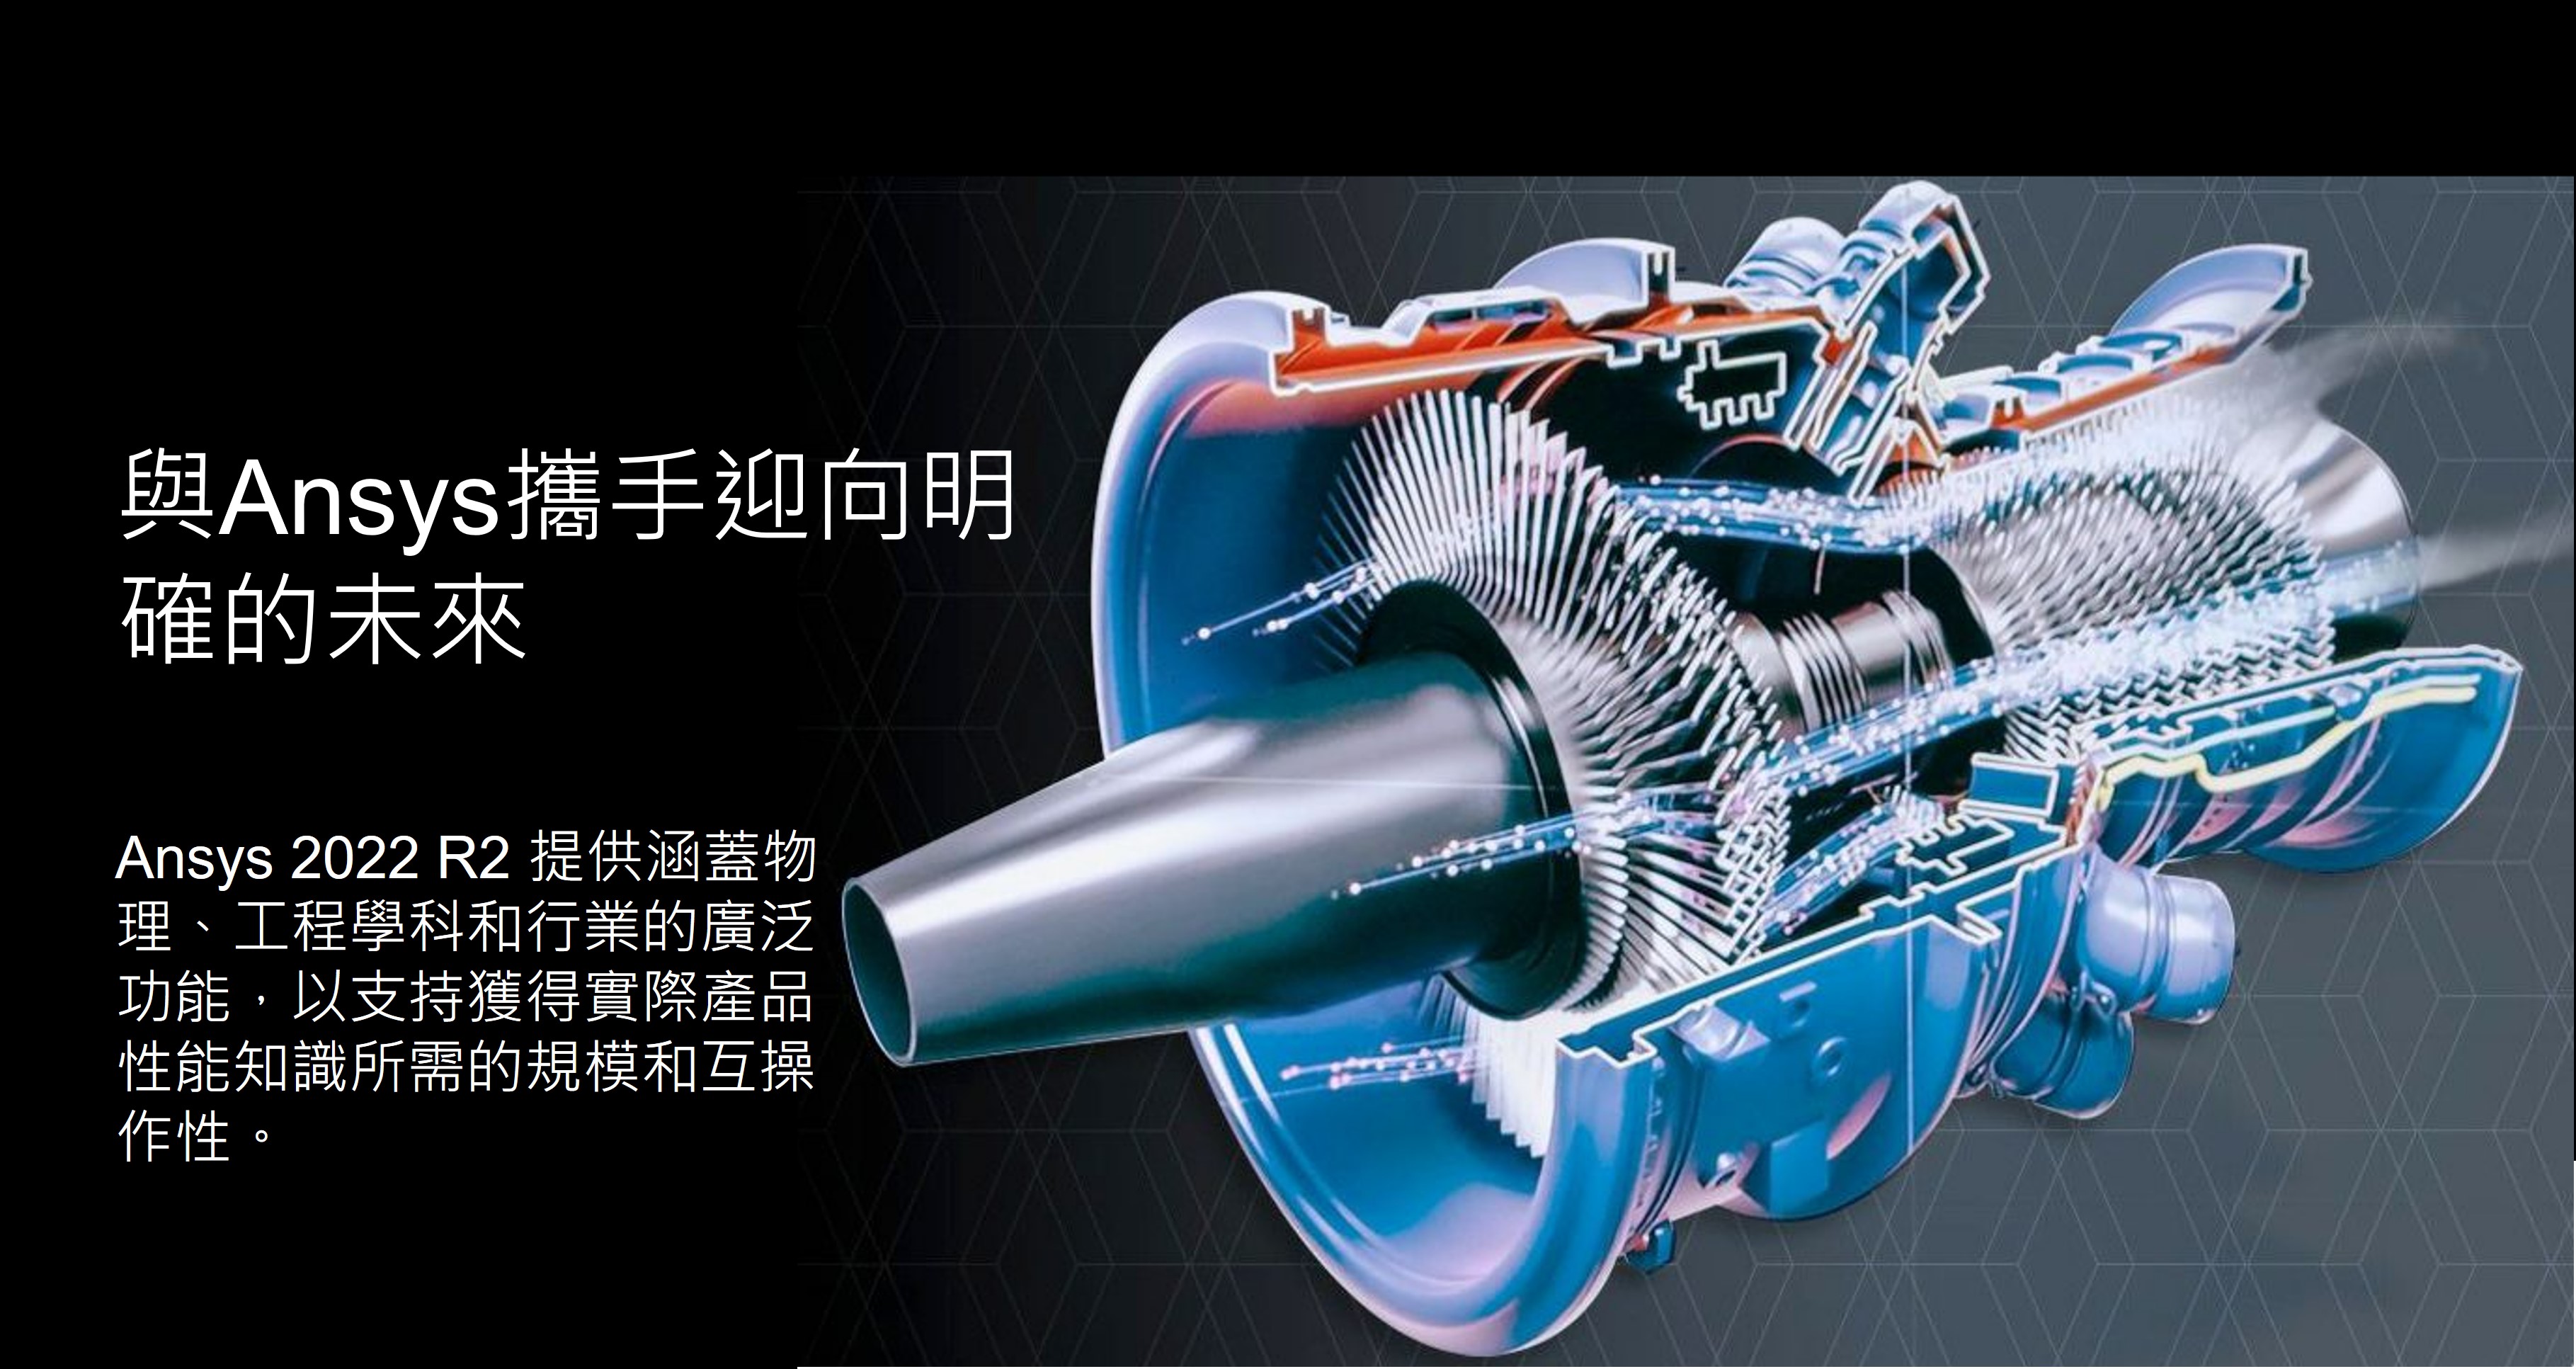 與Ansys攜手迎向明
確的未來
Ansys 2022 R2 提供涵蓋物
理、工程學科和行業的廣泛
功能，以支持獲得實際產品
性能知識所需的規模和互操
作性。